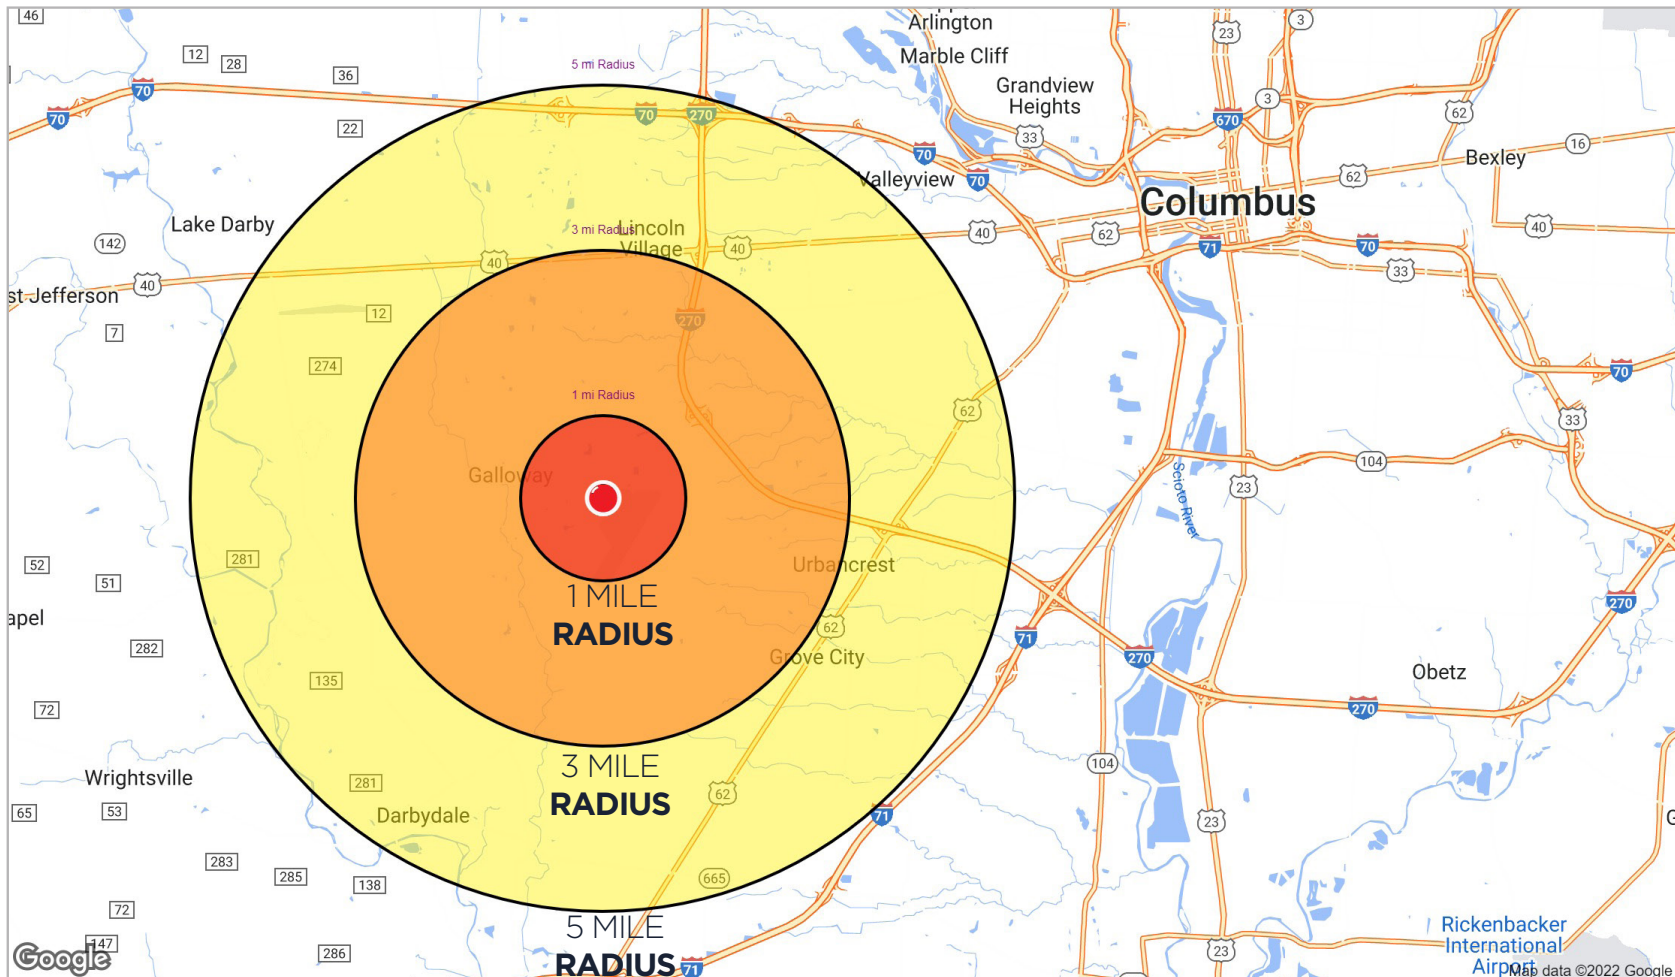 46
Arlington
Marble Cliff
Grandview
Heights
23
3
12
28
36
5 mi Radius
70
70
22
70
270
33
70
70
670
3
62
16
Bexley
62
Valleyview
Columbus
Lake Darby
142
3 mi Radius
Lincoln
Village
40
40
40
62
71
70
40
33
st Jefferson
40
7
12
270
274
1 mi Radius
62
70
33
Galloway
104
23
Scioto River
281
52
51
Urbancrest
270
1 MILE
RADIUS
apel
282
62
71
270
Grove City
135
Obetz
72
270
3 MILE
RADIUS
104
Wrightsville
281
62
65
53
Darbydale
71
23
283
285
138
665
72
5 MILE
RADIUS
147
286
71
23
Rickenbacker
International
Airport
Google
Map data ©2022 Google